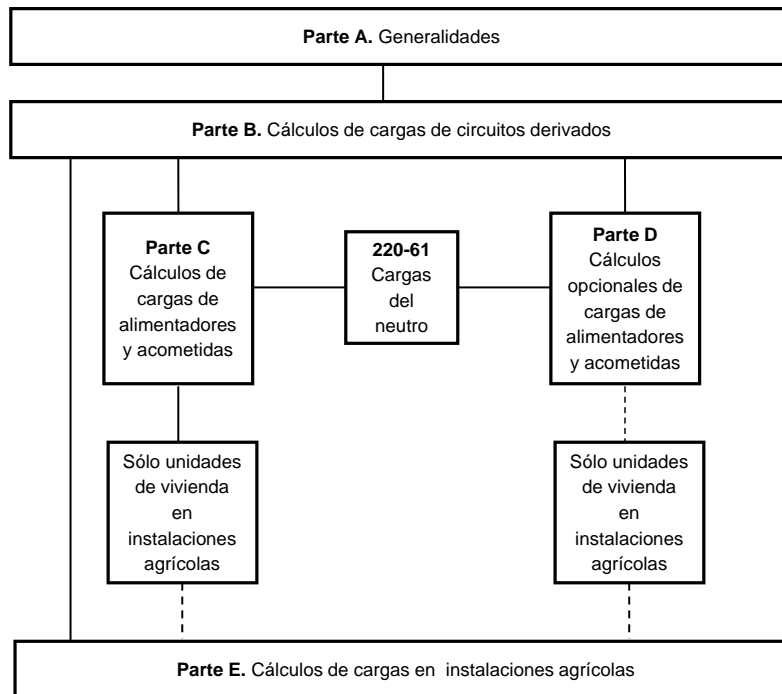 Parte A. Generalidades
Parte B. Cálculos de cargas de circuitos derivados
Parte C
Cálculos de
cargas de
alimentadores
y acometidas
220-61
Cargas
del
neutro
Parte D
Cálculos
opcionales de
cargas de
alimentadores
y acometidas
Sólo unidades
de vivienda
en
instalaciones
agrícolas
Sólo unidades
de vivienda
en
instalaciones
agrícolas
Parte E. Cálculos de cargas en instalaciones agrícolas